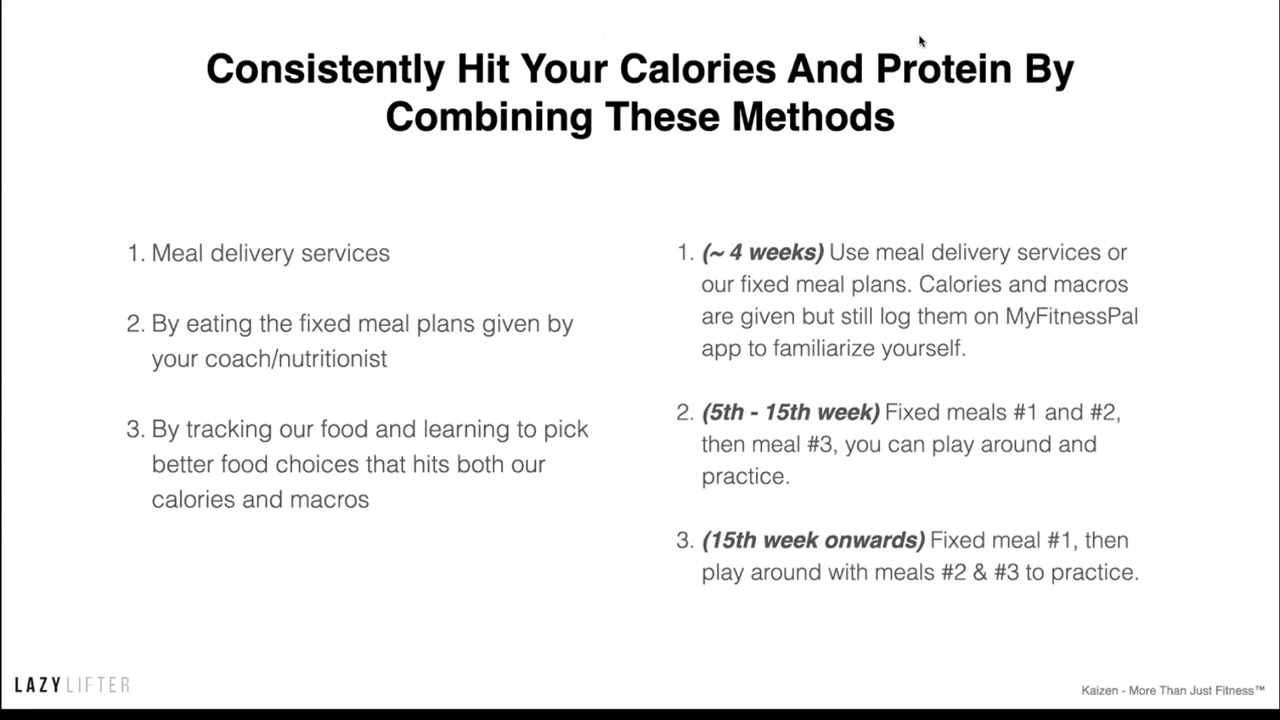 Consistently Hit Your Calories And Protein By
Combining These Methods
1. Meal delivery services
2. By eating the fixed meal plans given by
your coach/nutritionist
3. By tracking our food and learning to pick
better food choices that hits both our
calories and macros
1. (~ 4 weeks) Use meal delivery services or
our fixed meal plans. Calories and macros
are given but still log them on MyFitnessPal
app to familiarize yourself.
2. (5th - 15th week) Fixed meals #1 and #2,
then meal #3, you can play around and
practice.
3. (15th week onwards) Fixed meal #1, then
play around with meals #2 & #3 to practice.
LAZYLIFTER
Kaizen - More Than Just Fitness™